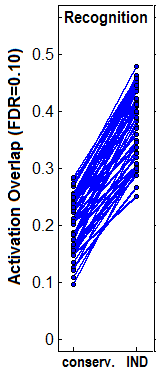 Recognition
Activation Overlap (FDR=0.10)
0.5
0.4
0.3
0.2
0.1
0
conserv. IND